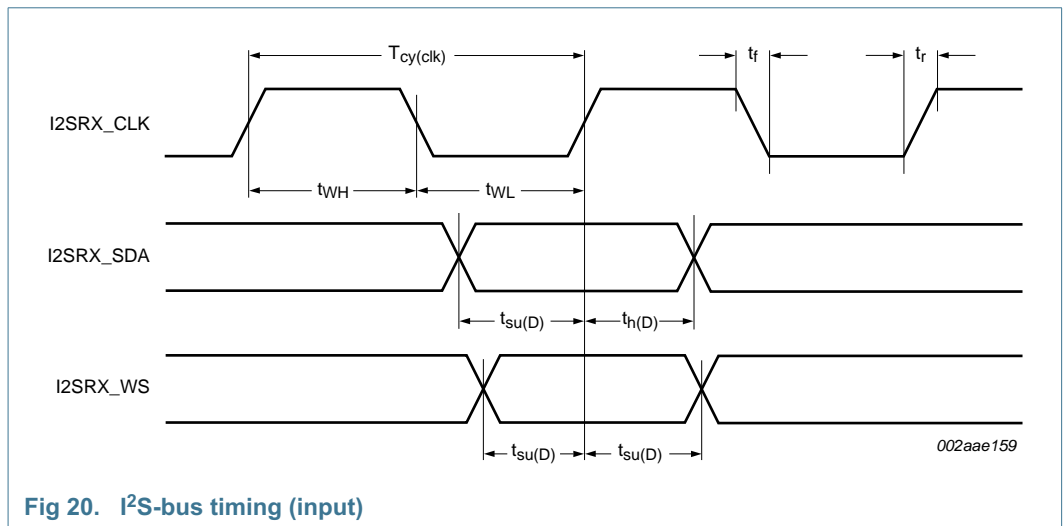 Tcy(clk) tf tr
I2SRX_CLK
tWH tWL
I2SRX_SDA
tsu(D) th(D)
I2SRX_WS
tsu(D) tsu(D)
002aae159
Fig 20. I²S-bus timing (input)